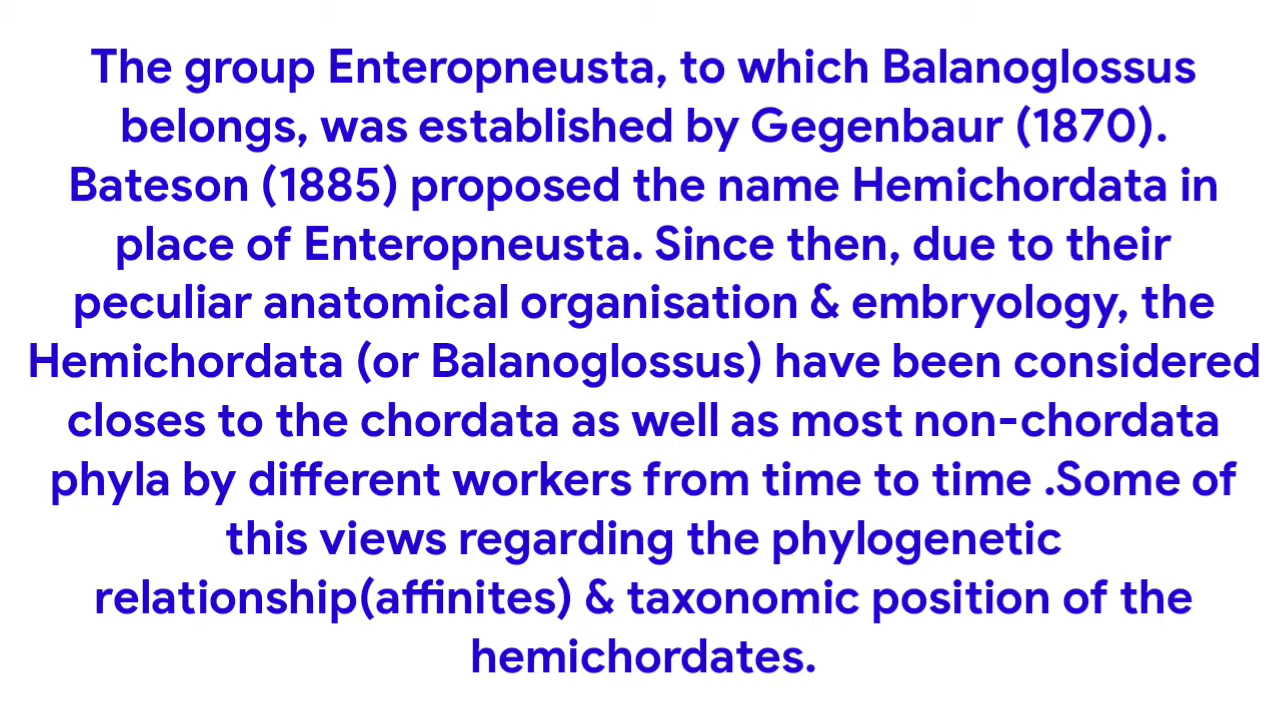 The group Enteropneusta, to which Balanoglossus
belongs, was established by Gegenbaur (1870).
Bateson (1885) proposed the name Hemichordata in
place of Enteropneusta. Since then, due to their
peculiar anatomical organisation & embryology, the
Hemichordata (or Balanoglossus) have been considered
closes to the chordata as well as most non-chordata
phyla by different workers from time to time .Some of
this views regarding the phylogenetic
relationship(affinites) & taxonomic position of the
hemichordates.